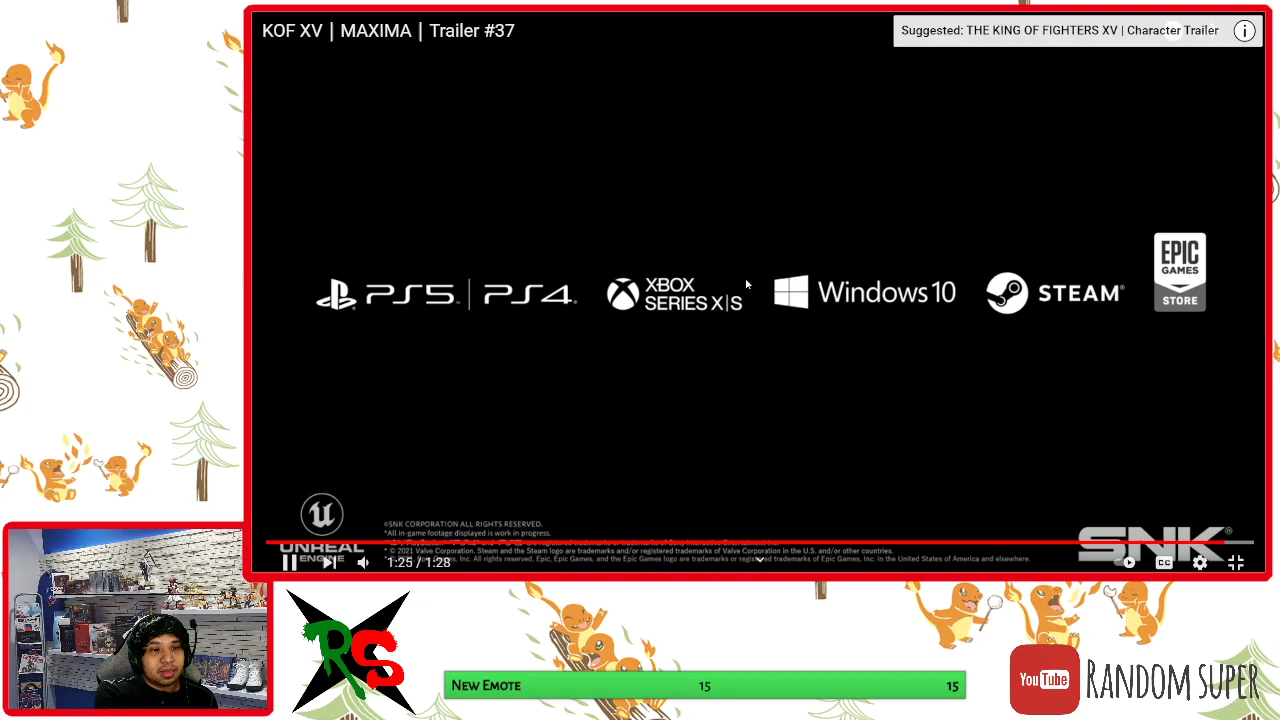 KOF XV | MAXIMA | Trailer #37
Suggested: THE KING OF FIGHTERS XV | Character Trailer
PS5 | PS4
XBOX
SERIES X|S
Windows 10
STEAM®
EPIC
GAMES
STORE
UNREAL
ENGINE
©SNK CORPORATION ALL RIGHTS RESERVED.
*All in-game footage displayed is work in progress.
* © 2021 Valve Corporation. Steam and the Steam logo are trademarks and/or registered trademarks of Valve Corporation in the U.S. and/or other countries.
Inc. All rights reserved. Epic, Epic Games, and the Epic Games logo are trademarks or registered trademarks of Epic Games, Inc. in the United States of America and elsewhere.
SNK®
1:25 / 1:28
CC
RS
NEW EMOTE 15 15
YouTube RANDOM SUPER